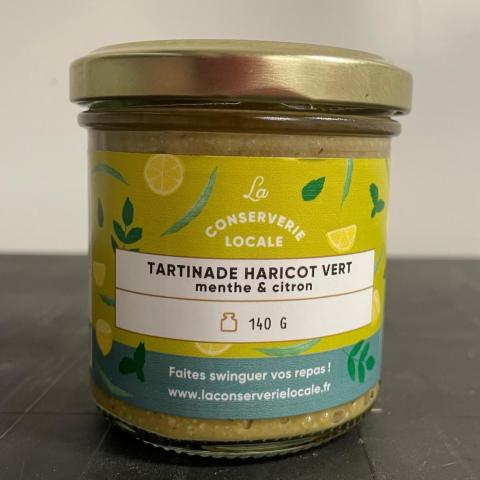 La
CONSERVERIE
LOCALE
TARTINADE HARICOT VERT
menthe & citron
140 G
Faites swinguer vos repas !
www.laconserverielocale.fr